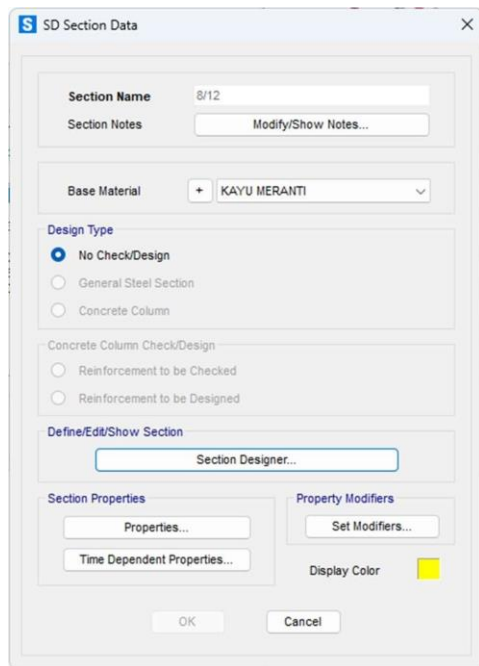 S SD Section Data
Section Name 8/12
Section Notes Modify/Show Notes...
Base Material + KAYU MERANTI
Design Type
No Check/Design
General Steel Section
Concrete Column
Concrete Column Check/Design
Reinforcement to be Checked
Reinforcement to be Designed
Define/Edit/Show Section
Section Designer...
Section Properties
Properties...
Time Dependent Properties...
Property Modifiers
Set Modifiers...
Display Color
OK Cancel